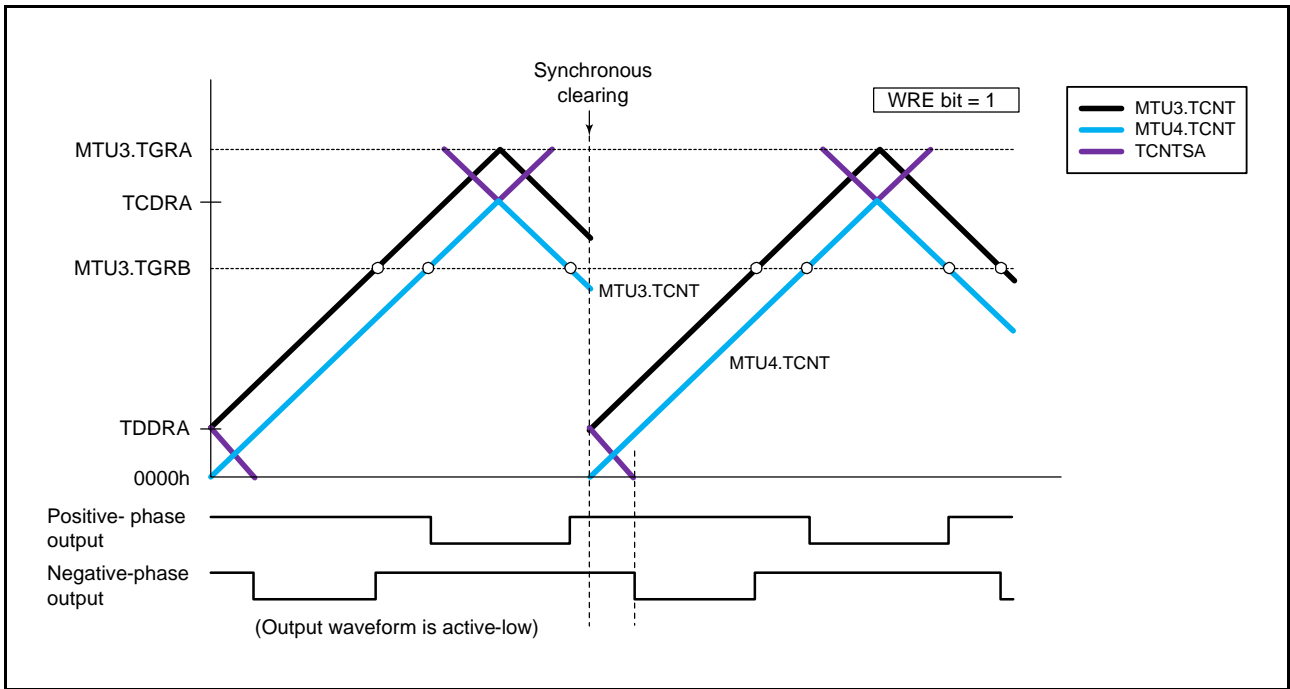 Synchronous
clearing
WRE bit = 1
MTU3.TCNT
MTU4.TCNT
TCNTSA
MTU3.TGRA
TCDRA
MTU3.TGRB
MTU3.TCNT
MTU4.TCNT
TDDRA
0000h
Positive- phase
output
Negative-phase
output
(Output waveform is active-low)